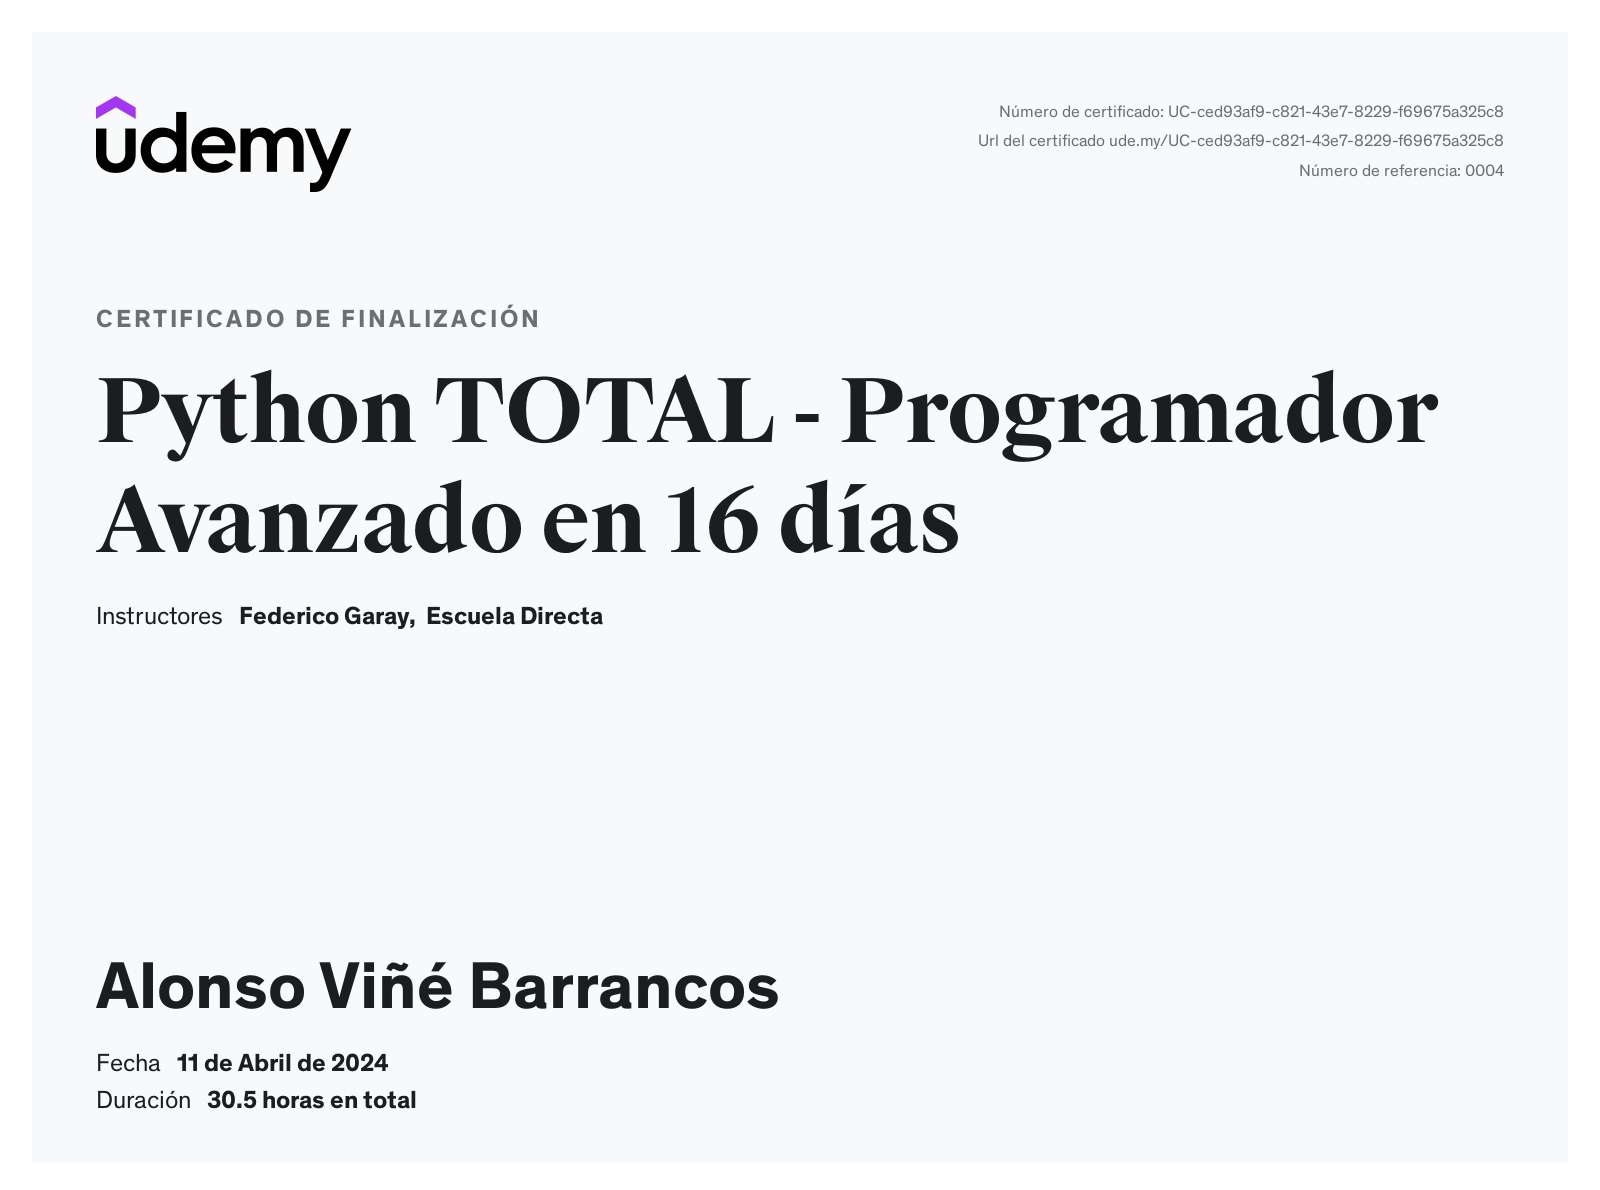 udemy
Número de certificado: UC-ced93af9-c821-43e7-8229-f69675a325c8
Url del certificado ude.my/UC-ced93af9-c821-43e7-8229-f69675a325c8
Número de referencia: 0004
CERTIFICADO DE FINALIZACIÓN
Python TOTAL - Programador
Avanzado en 16 días
Instructores Federico Garay, Escuela Directa
Alonso Viñé Barrancos
Fecha 11 de Abril de 2024
Duración 30.5 horas en total